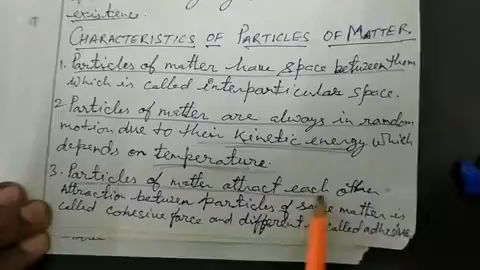 existence.
CHARACTERISTICS OF PARTICLES OF MATTER
1. Particles of matter have space between them
which is called interparticular space.
2. Particles of matter are always in random
motion due to their kinetic energy which
depends on temperature.
3. Particles of matter attract each other
Attraction between particles of same matter is
called cohesive force and different is called adhesive